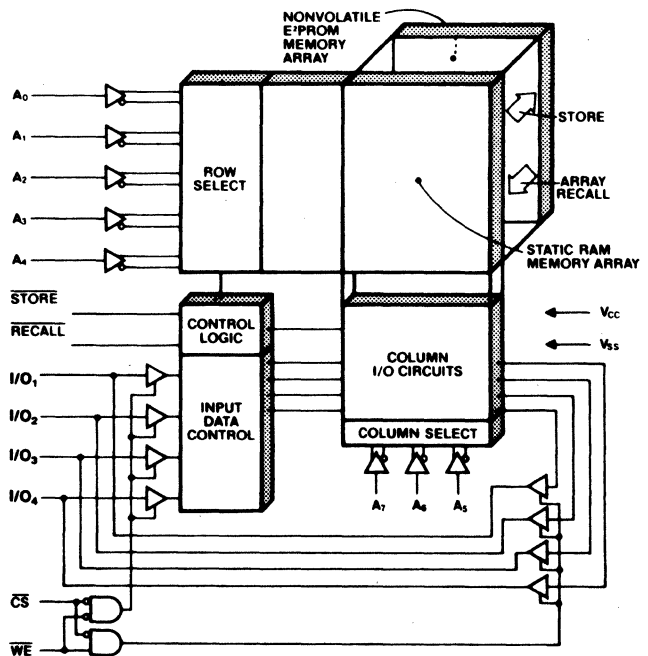 NONVOLATILE
E²PROM
MEMORY
ARRAY
A₀
A₁
A₂
A₃
A₄
ROW
SELECT
STORE
ARRAY
RECALL
STATIC RAM
MEMORY ARRAY
STORE
RECALL
CONTROL
LOGIC
COLUMN
I/O CIRCUITS
VCC
VSS
I/O₁
I/O₂
I/O₃
I/O₄
INPUT
DATA
CONTROL
COLUMN SELECT
A₇
A₆
A₅
CS
WE